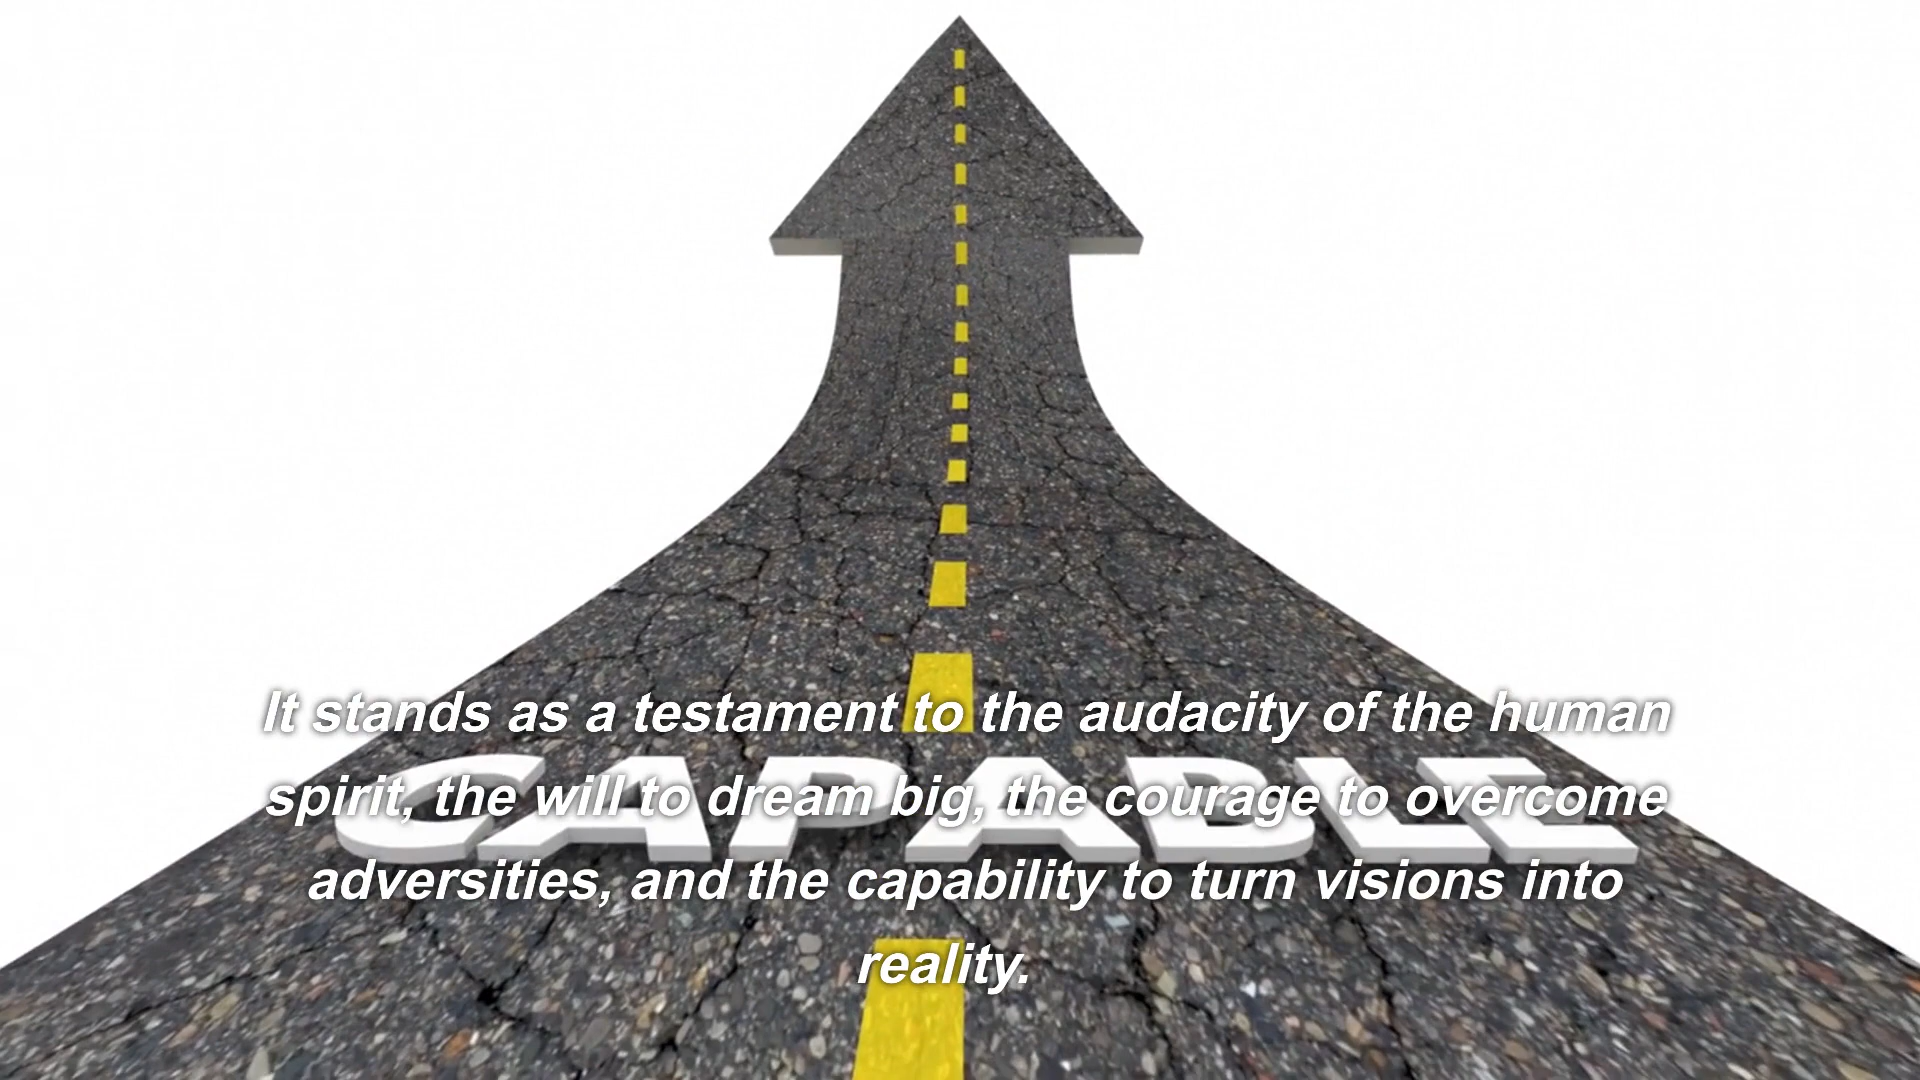 It stands as a testament to the audacity of the human
spirit, the will to dream big, the courage to overcome
CAPABLE
adversities, and the capability to turn visions into
reality.